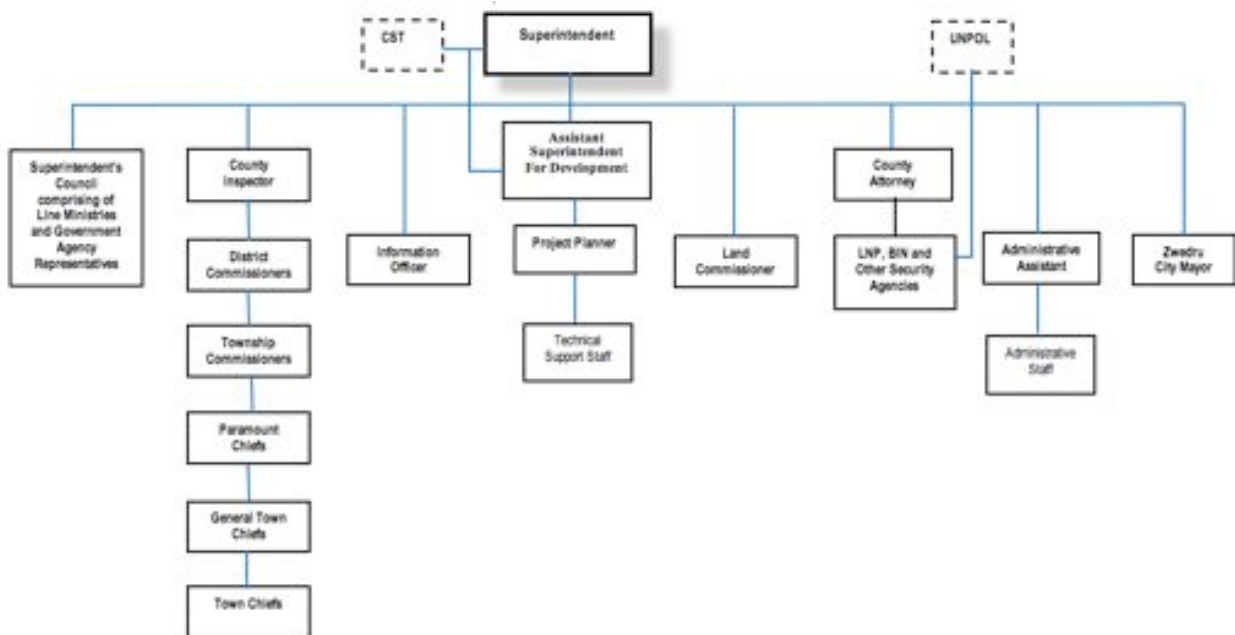 CST
Superintendent
UNPOL
Superintendent's
Council
comprising of
Line Ministries
and Government
Agency
Representatives
County
Inspector
Assistant
Superintendent
For Development
County
Attorney
District
Commissioners
Information
Officer
Project Planner
Land
Commissioner
LNP, BIN and
Other Security
Agencies
Administrative
Assistant
Zwedru
City Mayor
Township
Commissioners
Technical
Support Staff
Administrative
Staff
Paramount
Chiefs
General Town
Chiefs
Town Chiefs